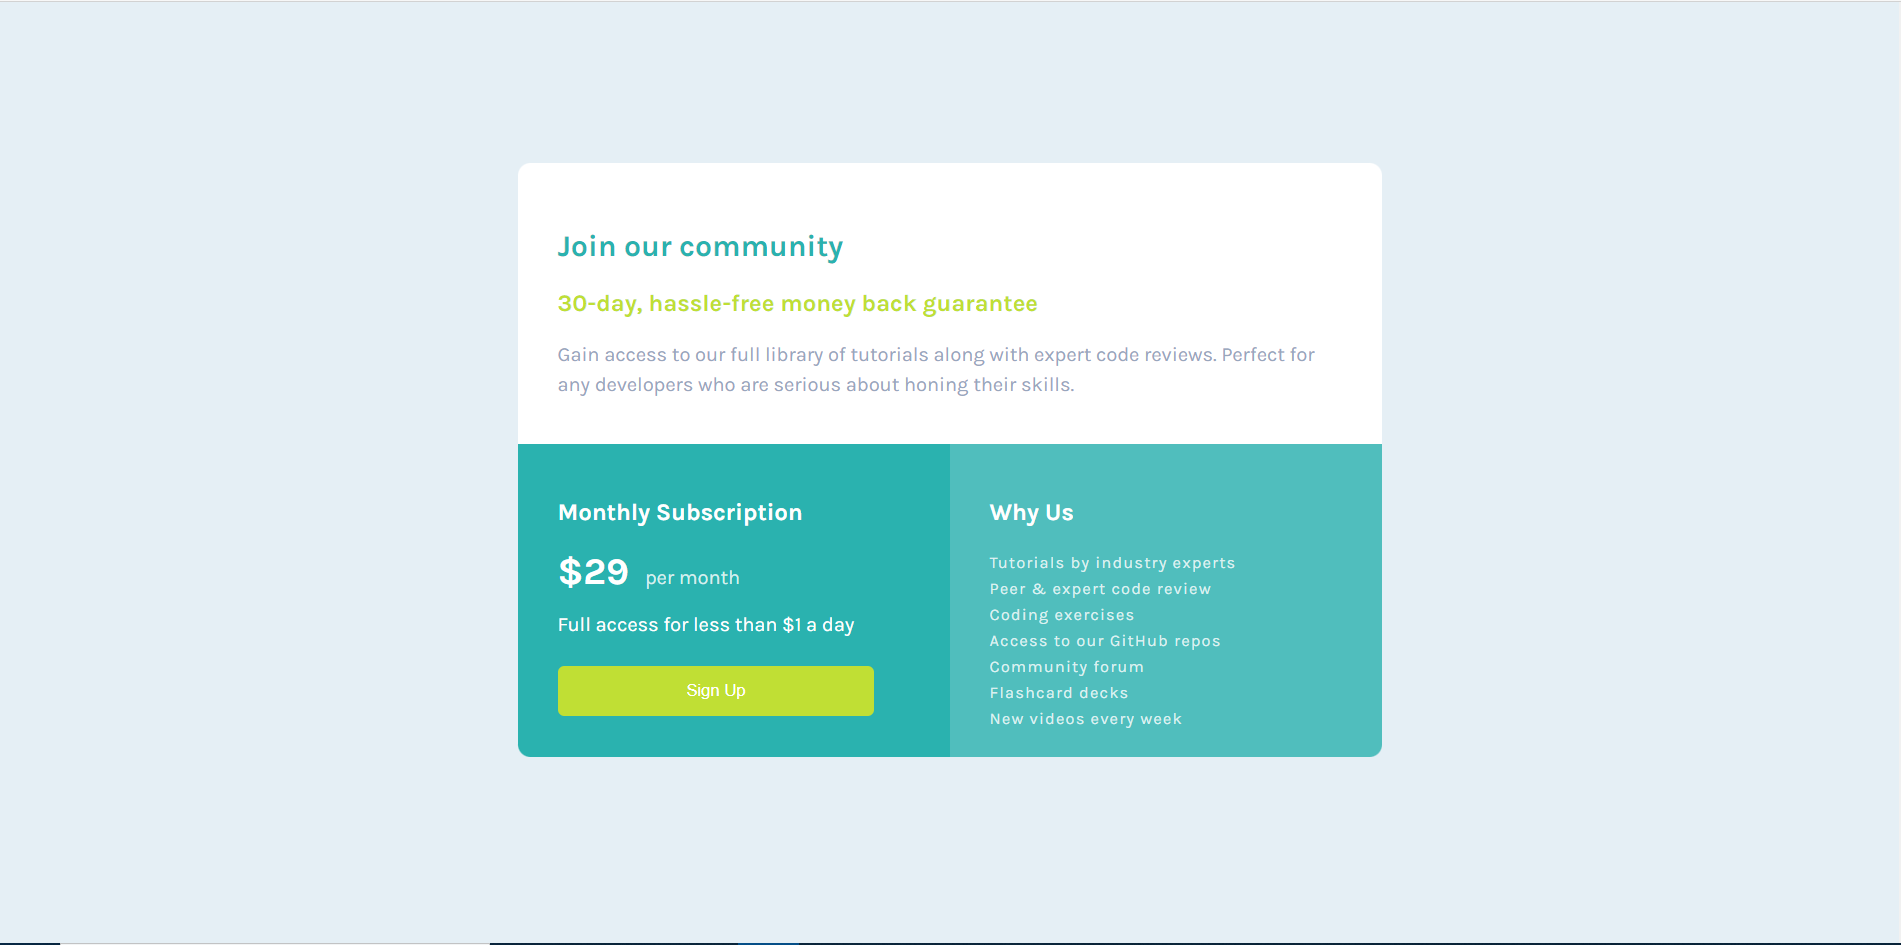 Join our community
30-day, hassle-free money back guarantee
Gain access to our full library of tutorials along with expert code reviews. Perfect for
any developers who are serious about honing their skills.
Monthly Subscription
$29 per month
Full access for less than $1 a day
Sign Up
Why Us
Tutorials by industry experts
Peer & expert code review
Coding exercises
Access to our GitHub repos
Community forum
Flashcard decks
New videos every week